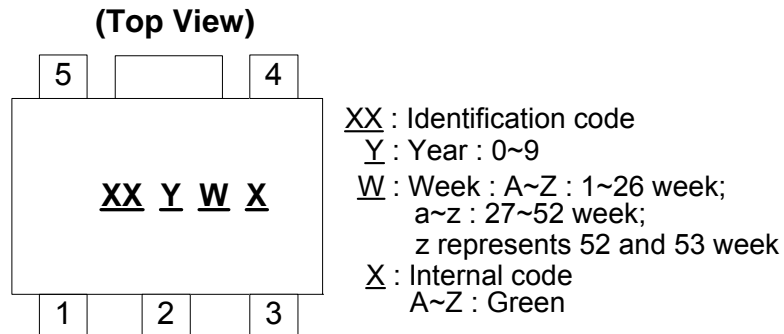 (Top View)
5 4
XX Y W X
1 2 3
XX : Identification code
Y : Year : 0~9
W : Week : A~Z : 1~26 week;
a~z : 27~52 week;
z represents 52 and 53 week
X : Internal code
A~Z : Green